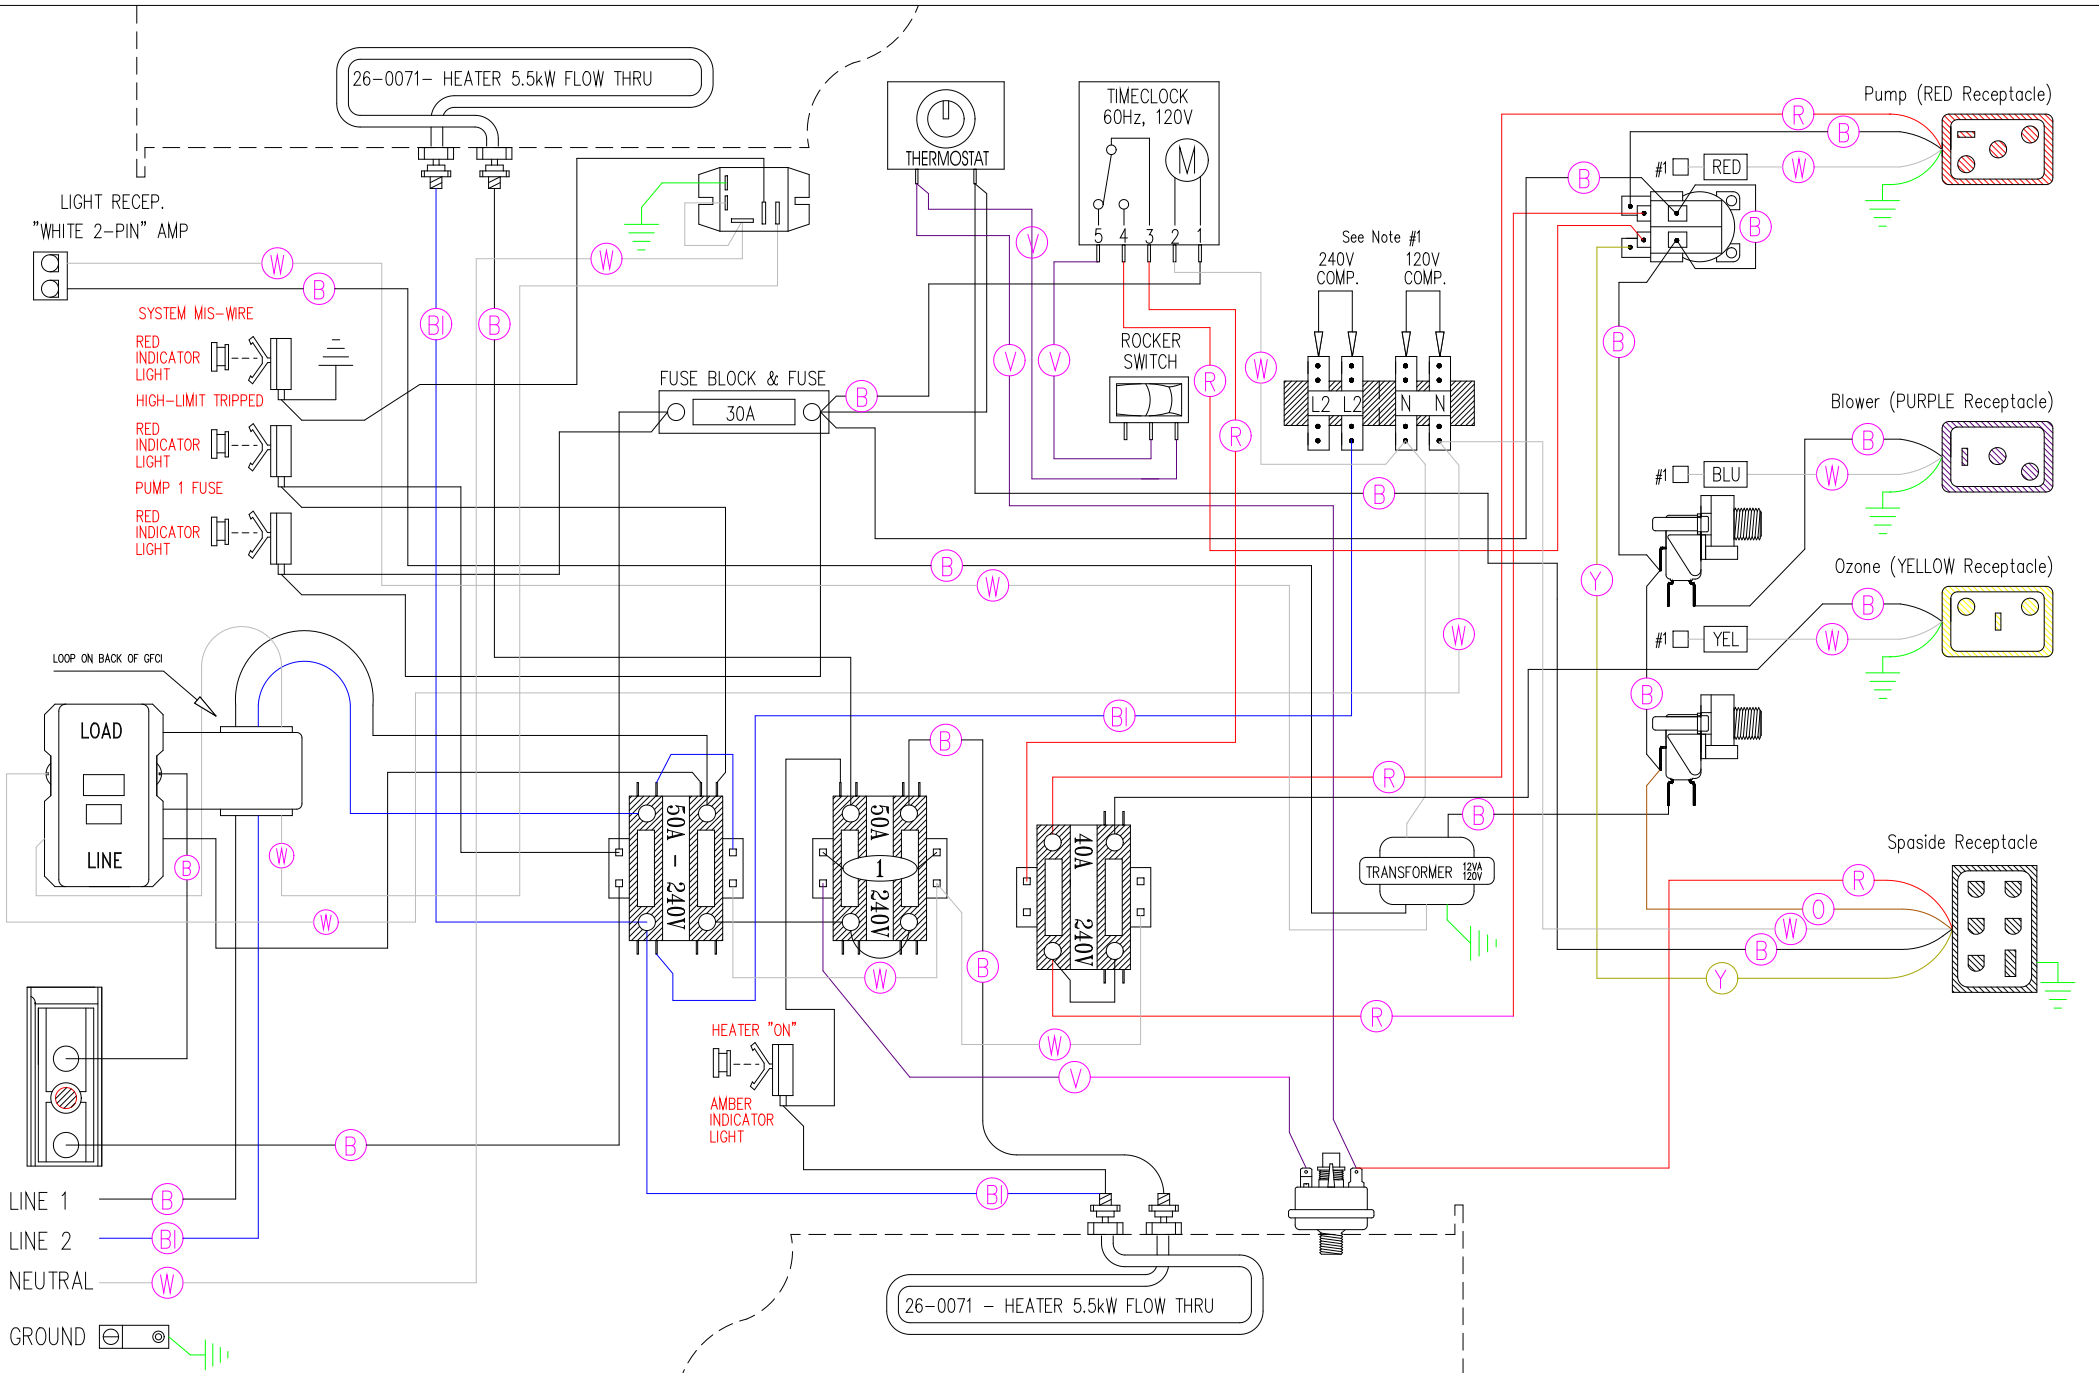 26-0071- HEATER 5.5kW FLOW THRU
THERMOSTAT
TIMECLOCK
60Hz, 120V
M
5 4 3 2 1
Pump (RED Receptacle)
R
B
#1 RED W
B
B
LIGHT RECEP.
"WHITE 2-PIN" AMP
W
B
W
V
See Note #1
240V
COMP.
120V
COMP.
SYSTEM MIS-WIRE
RED
INDICATOR
LIGHT
Bl
B
V
V
ROCKER
SWITCH
W
R
B
HIGH-LIMIT TRIPPED
RED
INDICATOR
LIGHT
FUSE BLOCK & FUSE
30A
B
L2 L2 N N
R
Blower (PURPLE Receptacle)
B
#1 BLU W
PUMP 1 FUSE
RED
INDICATOR
LIGHT
B
B
W
Y
Ozone (YELLOW Receptacle)
B
#1 YEL W
W
B
LOOP ON BACK OF GFCI
LOAD
LINE
B
W
W
Bl
B
R
B
50A - 240V
50A 240V
1
40A 240V
TRANSFORMER 12VA
120V
Spaside Receptacle
R
O
W
B
Y
W
B
R
W
V
HEATER "ON"
AMBER
INDICATOR
LIGHT
B
Bl
LINE 1 B
LINE 2 Bl
NEUTRAL W
GROUND
26-0071 - HEATER 5.5kW FLOW THRU